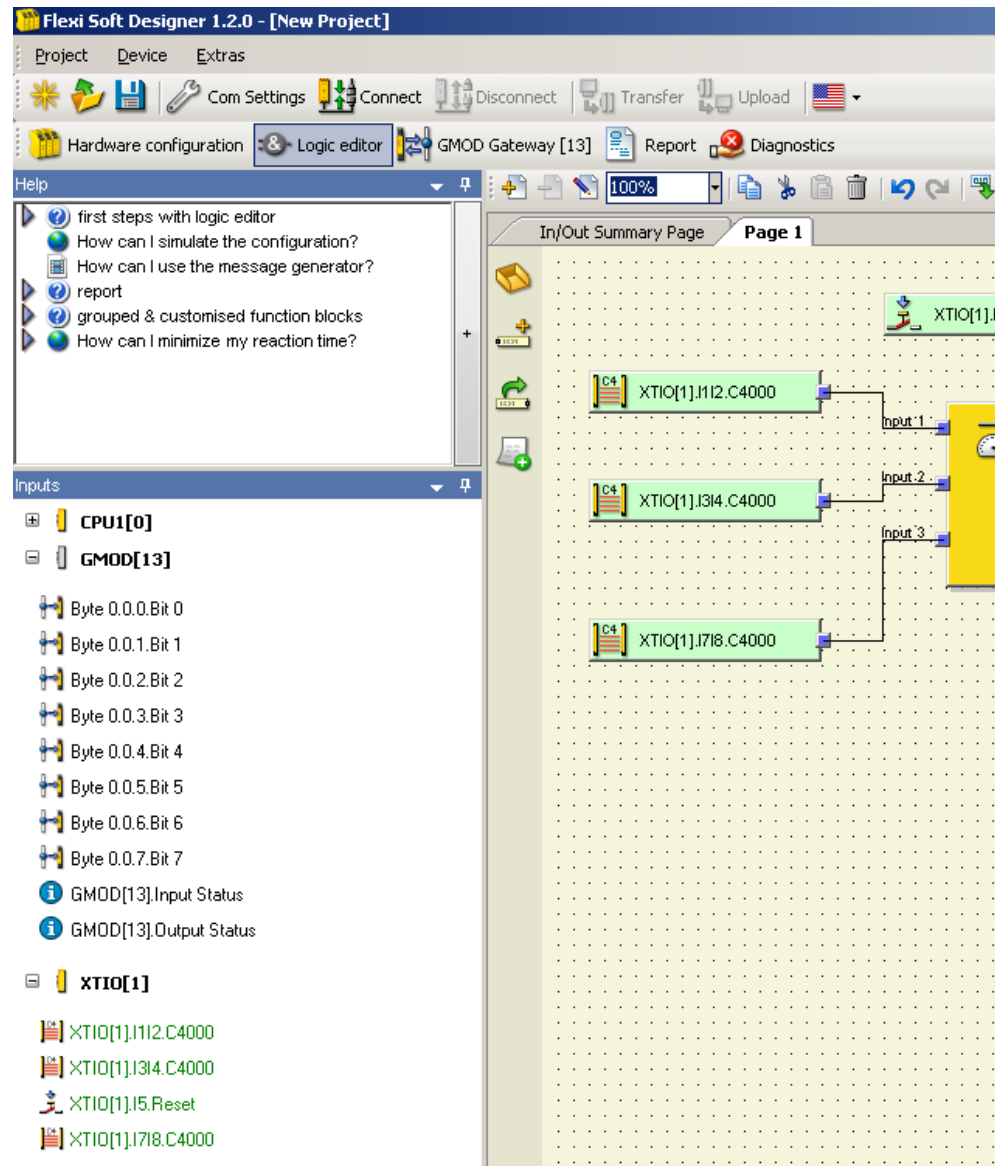 Flexi Soft Designer 1.2.0 - [New Project]
Project Device Extras
Com Settings Connect Disconnect Transfer Upload
Hardware configuration Logic editor GMOD Gateway [13] Report Diagnostics
Help
first steps with logic editor
How can I simulate the configuration?
How can I use the message generator?
report
grouped & customised function blocks
How can I minimize my reaction time?
+
Inputs
CPU1[0]
GMOD[13]
Byte 0.0.0.Bit 0
Byte 0.0.1.Bit 1
Byte 0.0.2.Bit 2
Byte 0.0.3.Bit 3
Byte 0.0.4.Bit 4
Byte 0.0.5.Bit 5
Byte 0.0.6.Bit 6
Byte 0.0.7.Bit 7
GMOD[13].Input Status
GMOD[13].Output Status
XTIO[1]
XTIO[1].I1I2.C4000
XTIO[1].I3I4.C4000
XTIO[1].I5.Reset
XTIO[1].I7I8.C4000
100%
In/Out Summary Page Page 1
XTIO[1].I
C4 XTIO[1].I1I2.C4000
Input 1
C4 XTIO[1].I3I4.C4000
Input 2
Input 3
C4 XTIO[1].I7I8.C4000